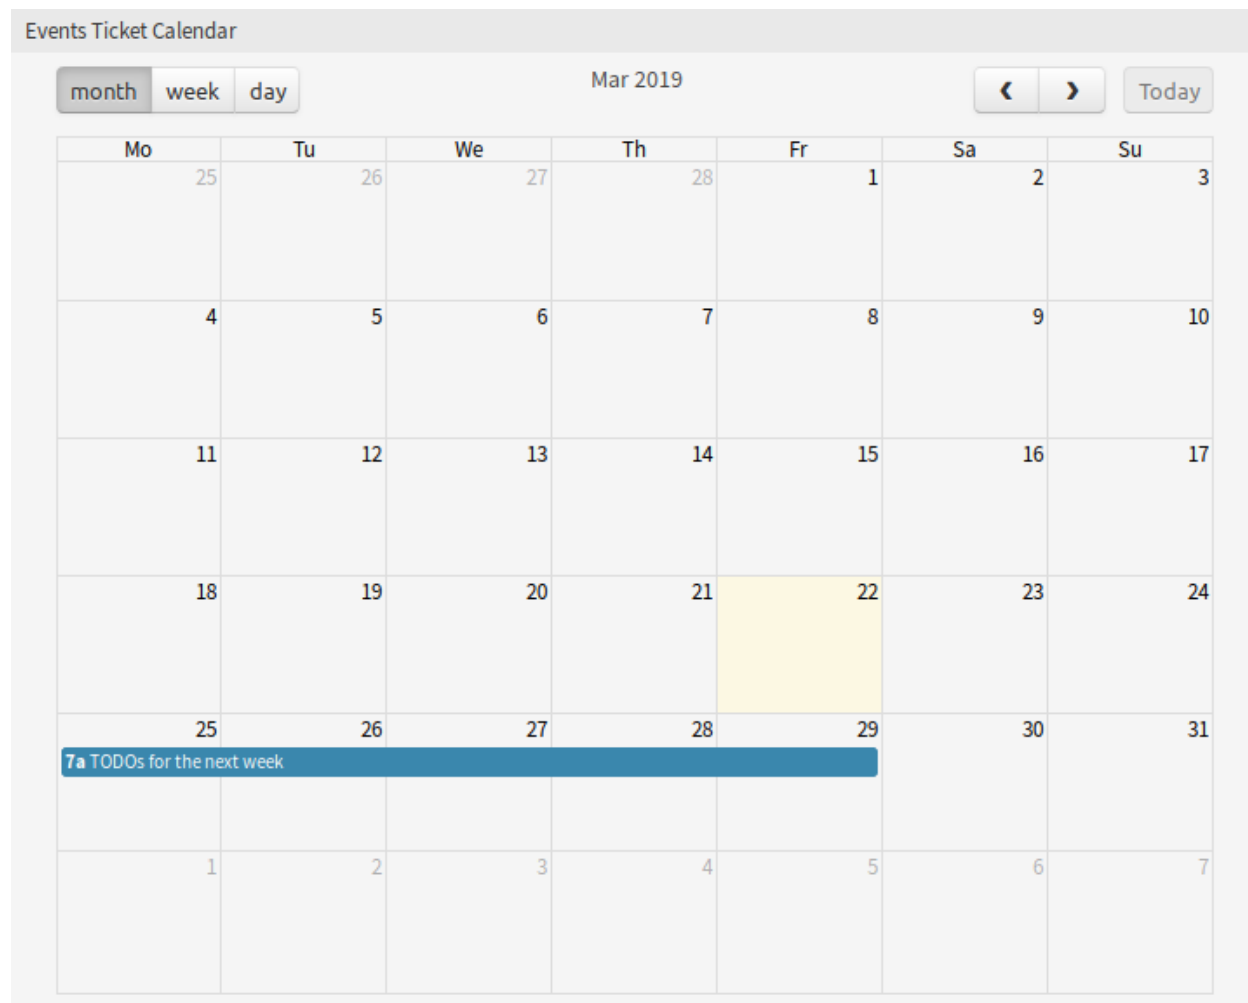 Events Ticket Calendar
month week day Mar 2019 ❮ ❯ Today
Mo Tu We Th Fr Sa Su
25 26 27 28 1 2 3
4 5 6 7 8 9 10
11 12 13 14 15 16 17
18 19 20 21 22 23 24
25 26 27 28 29 30 31
7a TODOs for the next week
1 2 3 4 5 6 7